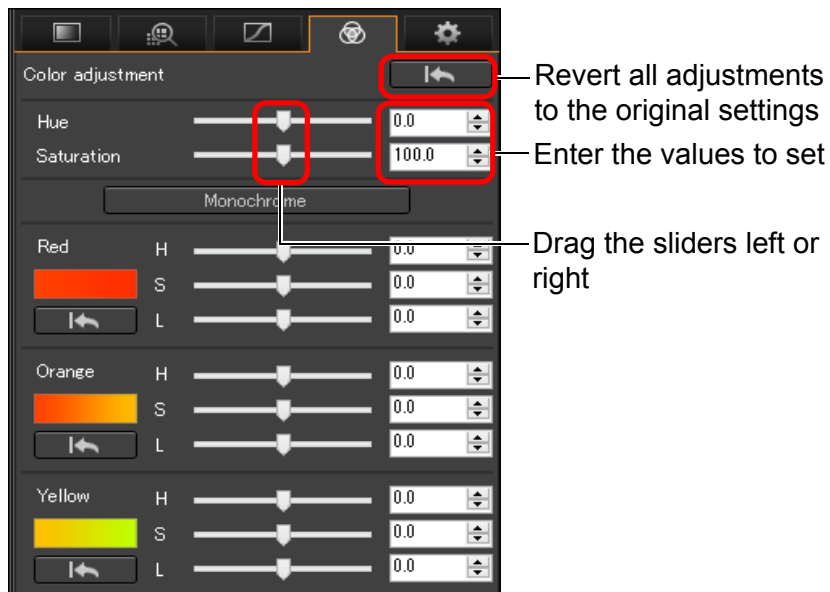 Color adjustment
Revert all adjustments
to the original settings
Hue 0.0
Saturation 100.0
Enter the values to set
Monochrome
Drag the sliders left or
right
Red H 0.0
S 0.0
L 0.0
Orange H 0.0
S 0.0
L 0.0
Yellow H 0.0
S 0.0
L 0.0